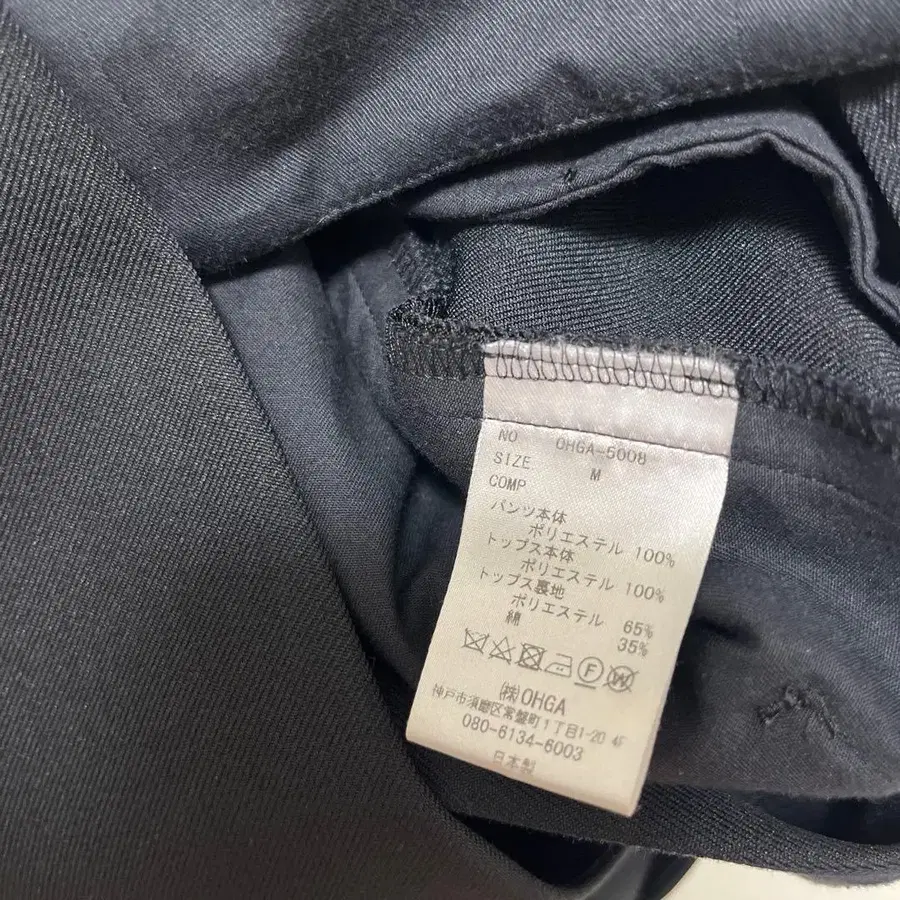 NO OHGA-5008
SIZE M
COMP
パンツ本体
ポリエステル 100%
トップス本体
ポリエステル 100%
トップス裏地
ポリエステル 65%
綿 35%
F W
㈱OHGA
神戸市須磨区常盤町1丁目1-20 4F
080-6134-6003
日本製